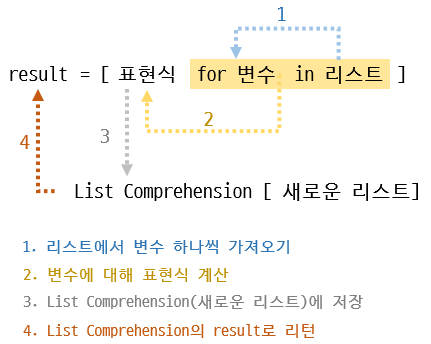 1
result = [ 표현식 for 변수 in 리스트 ]
2
3
4
List Comprehension [ 새로운 리스트]
1. 리스트에서 변수 하나씩 가져오기
2. 변수에 대해 표현식 계산
3. List Comprehension(새로운 리스트)에 저장
4. List Comprehension의 result로 리턴